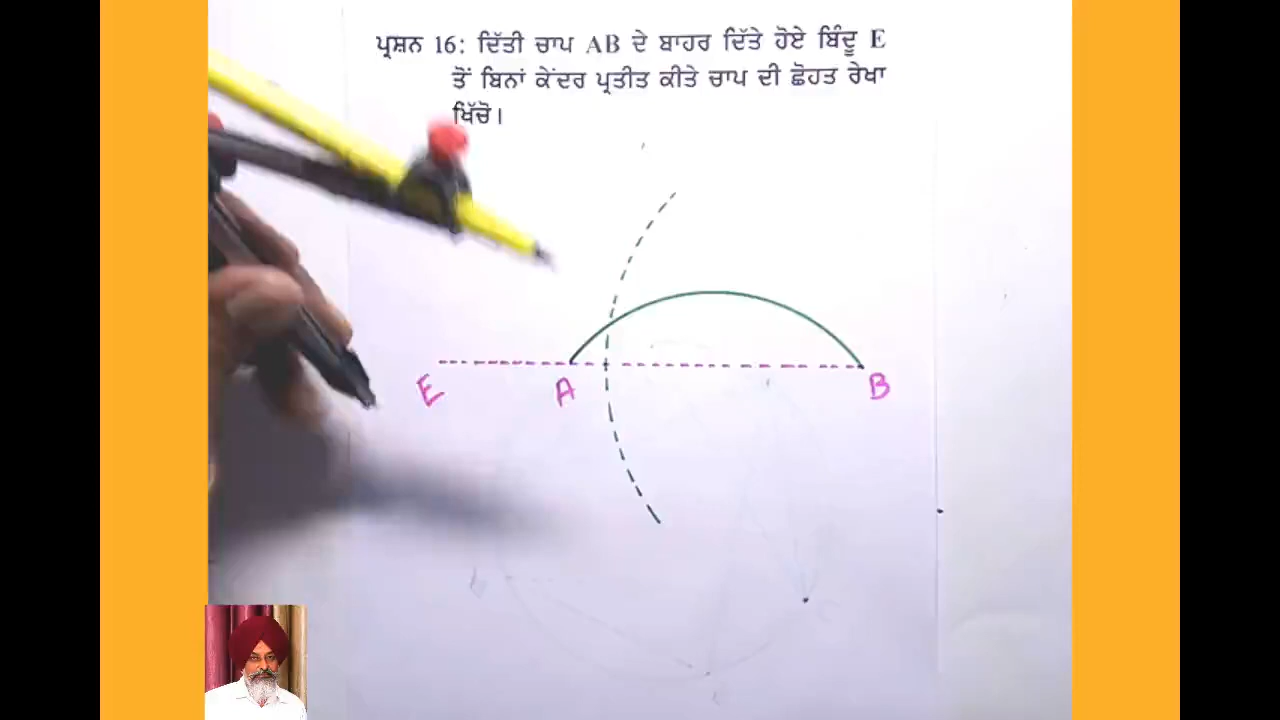 ਪ੍ਰਸ਼ਨ 16: ਦਿੱਤੀ ਚਾਪ AB ਦੇ ਬਾਹਰ ਦਿੱਤੇ ਹੋਏ ਬਿੰਦੂ E
ਤੋਂ ਬਿਨਾਂ ਕੇਂਦਰ ਪ੍ਰਤੀਤ ਕੀਤੇ ਚਾਪ ਦੀ ਛੋਹਤ ਰੇਖਾ
ਖਿੱਚੋ।
E A B